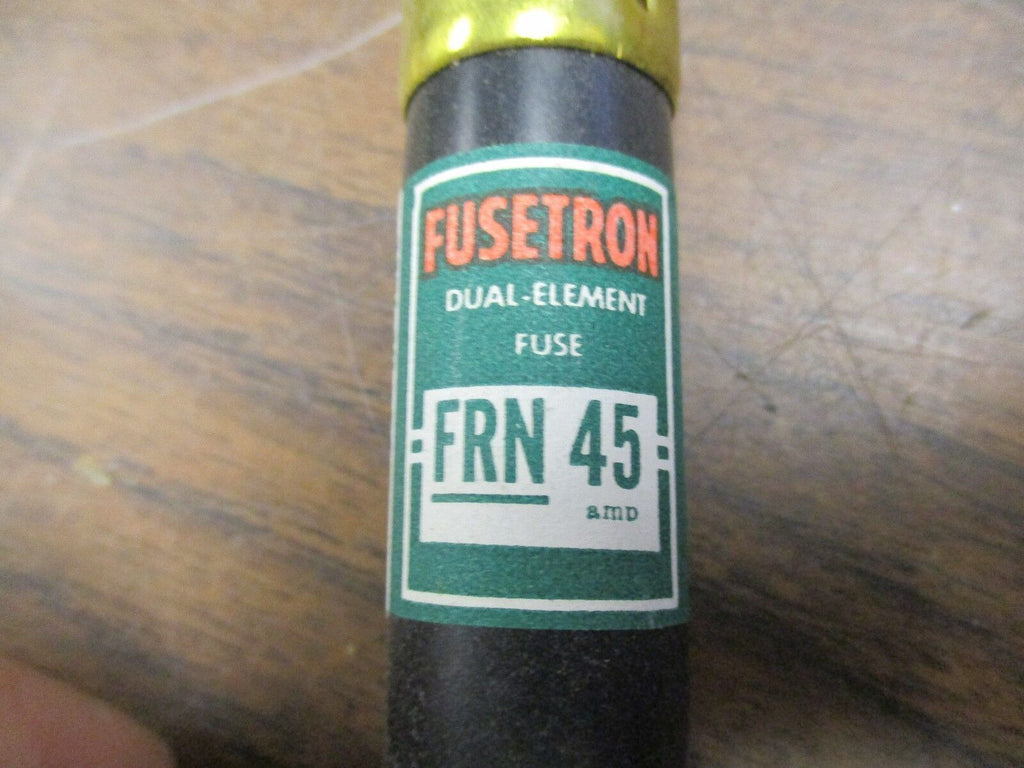 FUSETRON
DUAL-ELEMENT
FUSE
FRN 45
amp